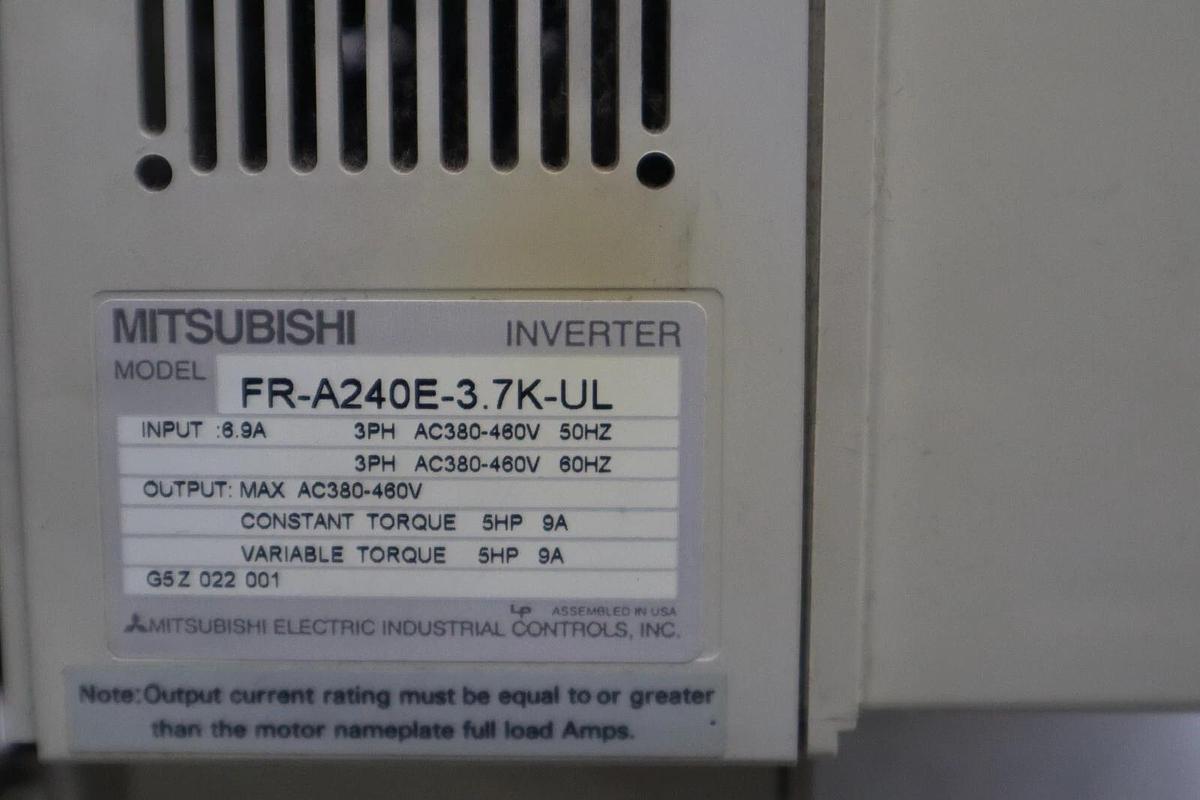 MITSUBISHI INVERTER
MODEL FR-A240E-3.7K-UL
INPUT :6.9A 3PH AC380-460V 50HZ
3PH AC380-460V 60HZ
OUTPUT: MAX AC380-460V
CONSTANT TORQUE 5HP 9A
VARIABLE TORQUE 5HP 9A
G5Z 022 001
LP ASSEMBLED IN USA
MITSUBISHI ELECTRIC INDUSTRIAL CONTROLS, INC.
Note:Output current rating must be equal to or greater
than the motor nameplate full load Amps.